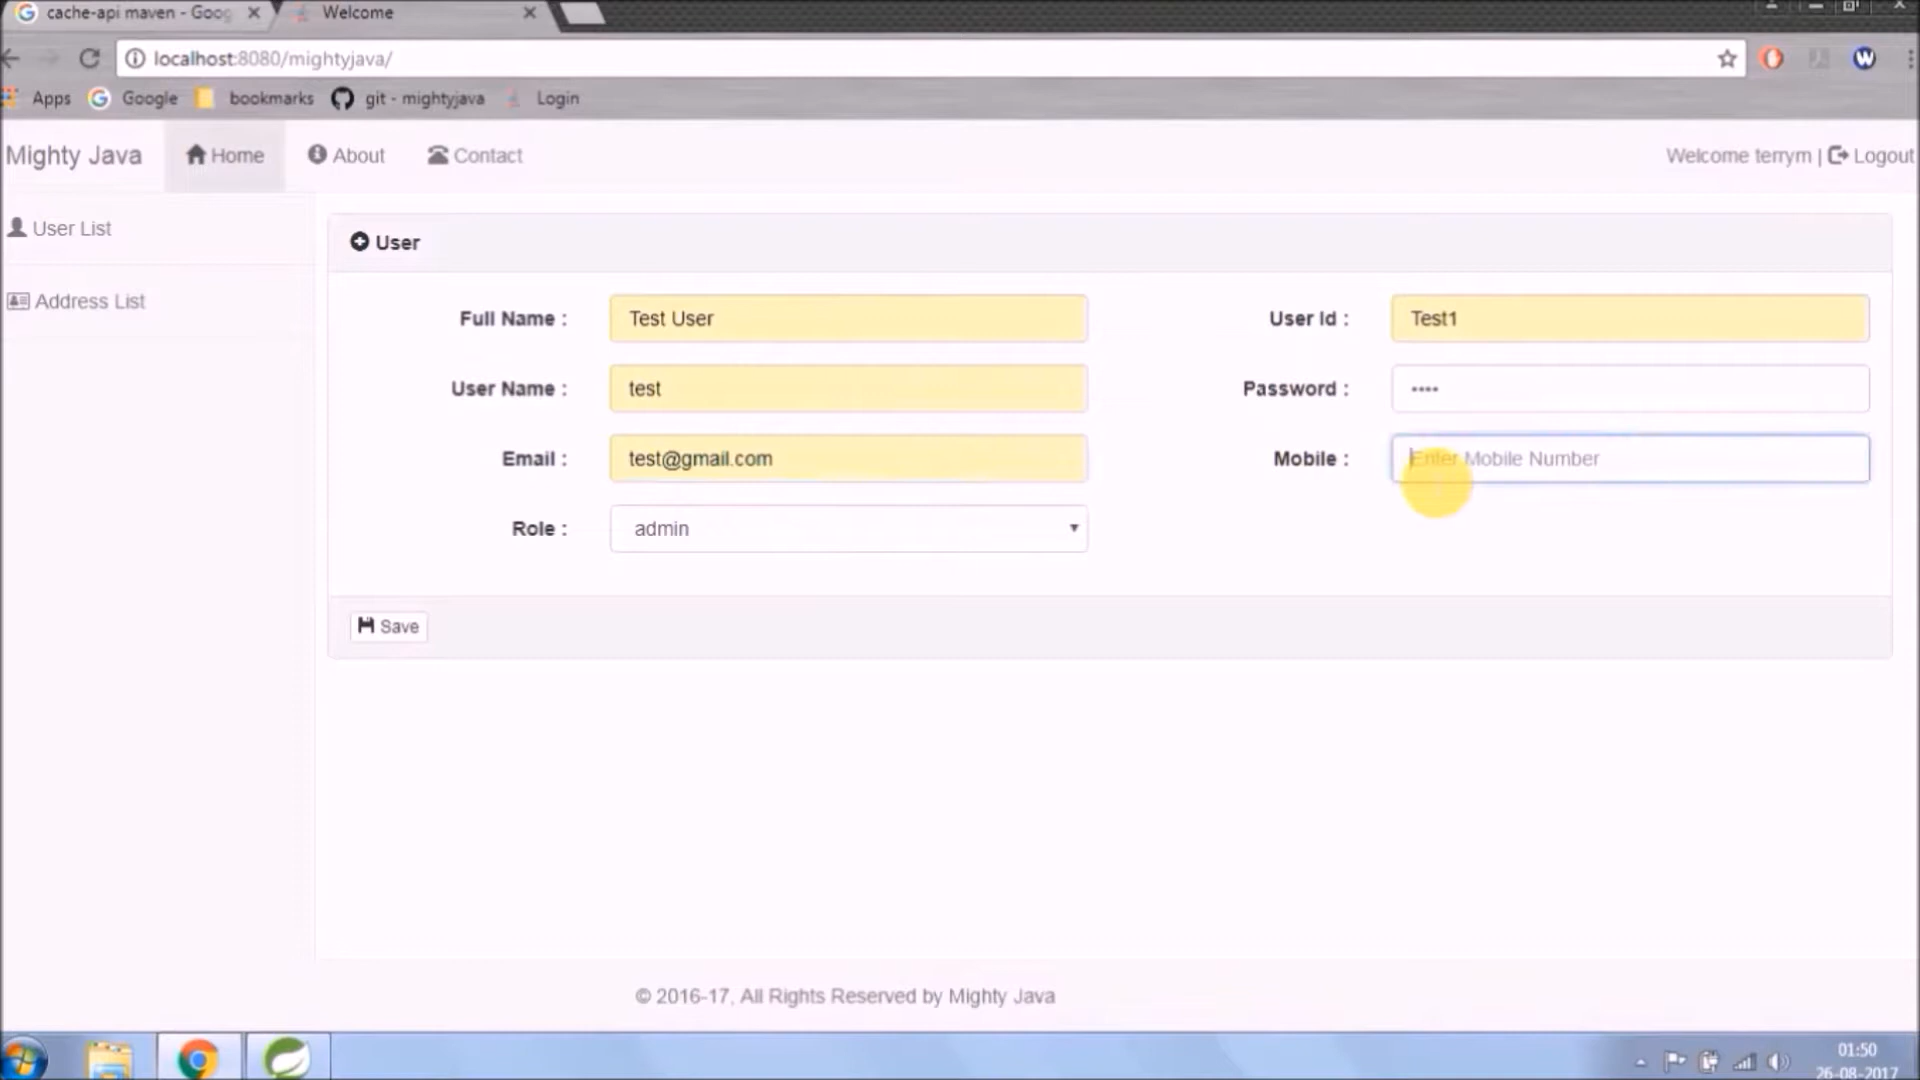 cache-api maven - Goog
Welcome
localhost:8080/mightyjava/
W
Apps
Google
bookmarks
git - mightyjava
Login
Mighty Java
Home
About
Contact
Welcome terrym |
Logout
User List
Address List
User
Full Name :
Test User
User Id :
Test1
User Name :
test
Password :
••••
Email :
test@gmail.com
Mobile :
Enter Mobile Number
Role :
admin
Save
© 2016-17, All Rights Reserved by Mighty Java
01:50
26-08-2017